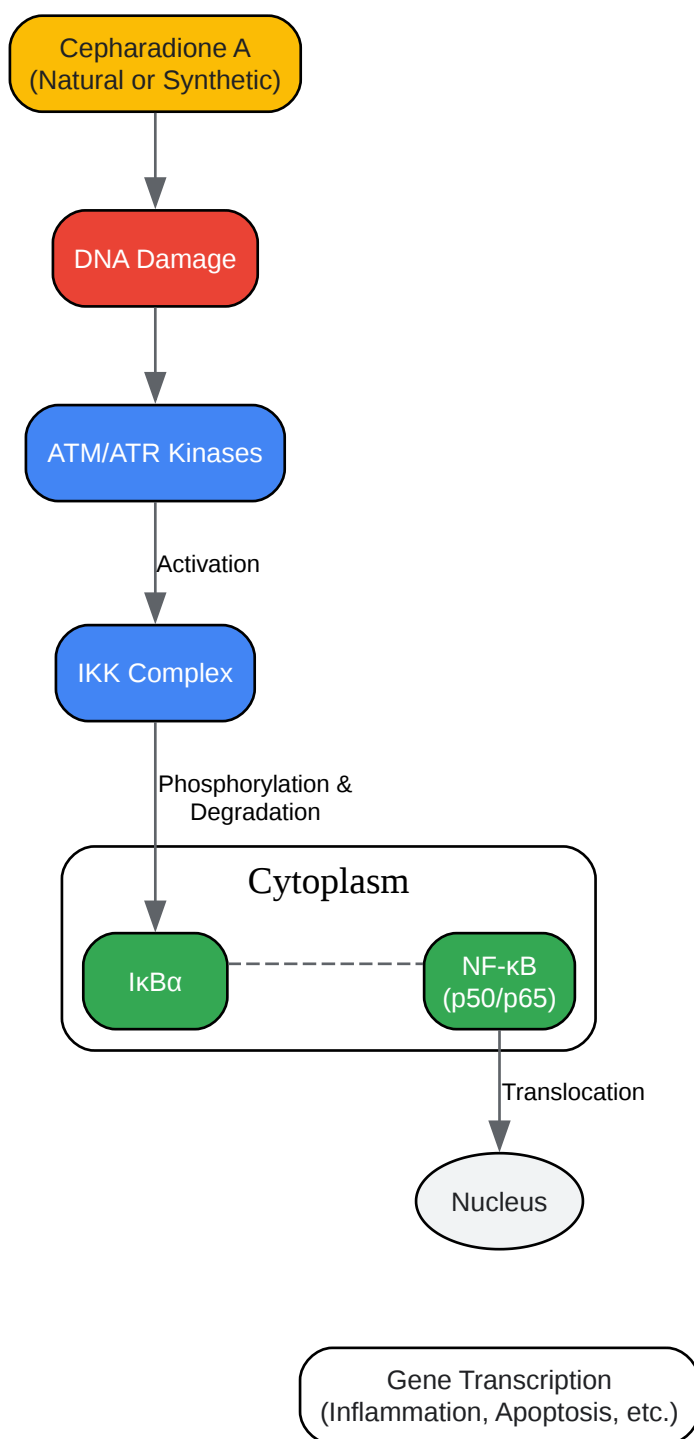 Cepharadione A
(Natural or Synthetic)
DNA Damage
ATM/ATR Kinases
Activation
IKK Complex
Phosphorylation &
Degradation
Cytoplasm
IκBα
NF-κB
(p50/p65)
Translocation
Nucleus
Gene Transcription
(Inflammation, Apoptosis, etc.)